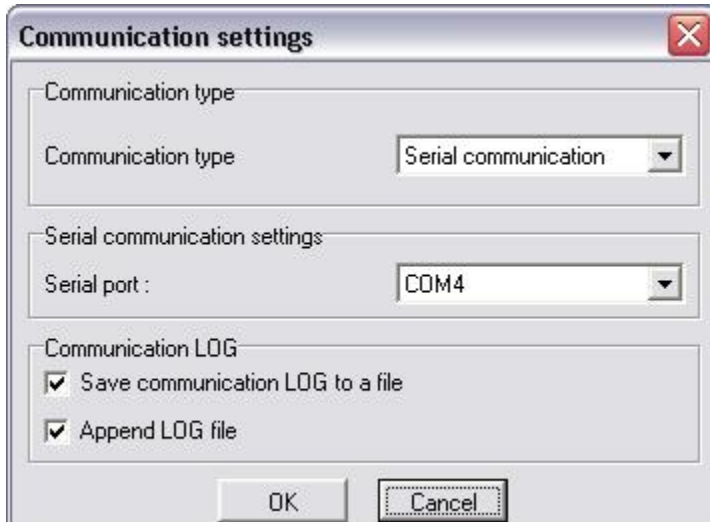 Communication settings
Communication type
Communication type
Serial communication
Serial communication settings
Serial port :
COM4
Communication LOG
Save communication LOG to a file
Append LOG file
OK
Cancel